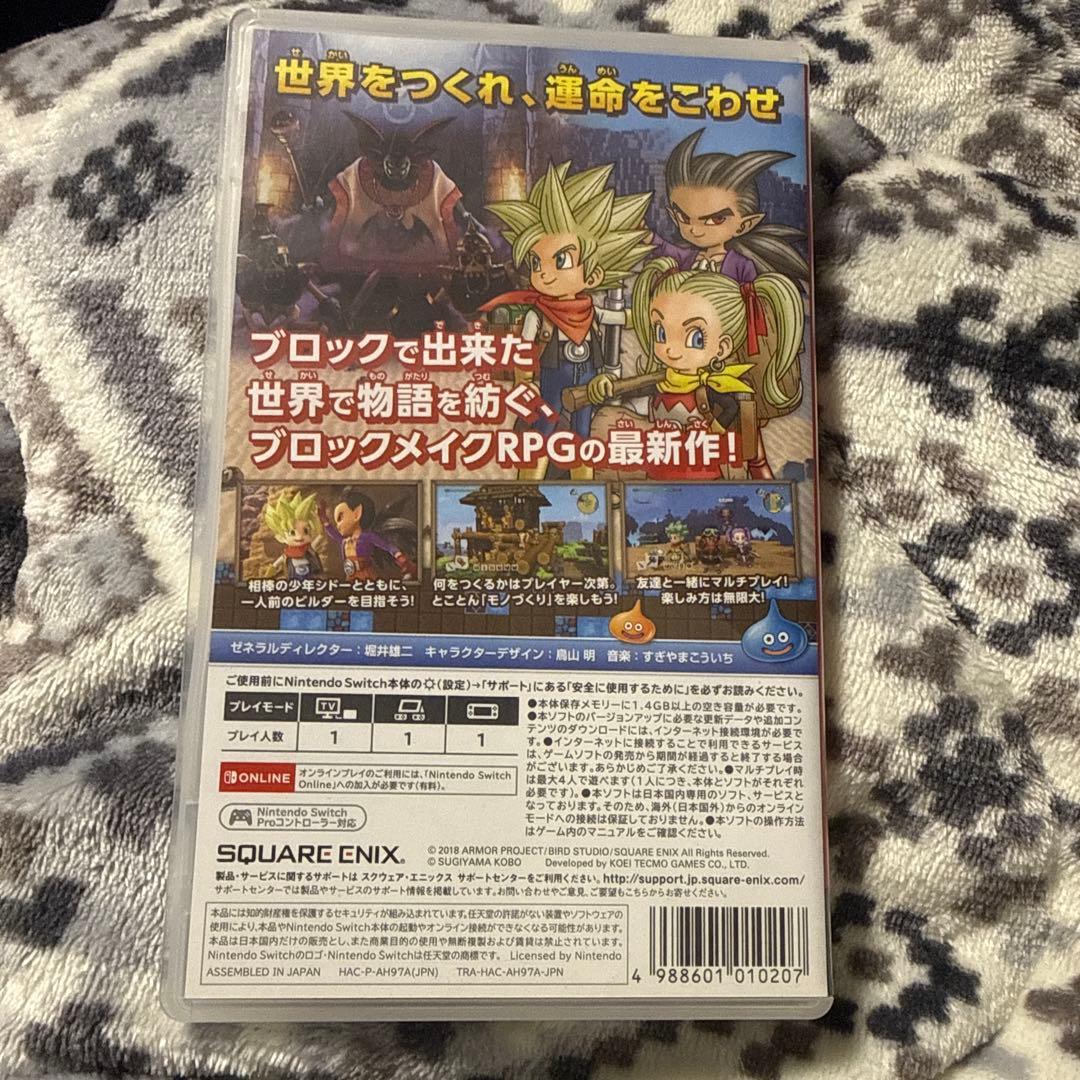 世界をつくれ、運命をこわせ
ブロックで出来た
世界で物語を紡ぐ、
ブロックメイクRPGの最新作!
相棒の少年シドーとともに、
一人前のビルダーを目指そう!
何をつくるかはプレイヤー次第。
とことん「モノづくり」を楽しもう!
友達と一緒にマルチプレイ!
楽しみ方は無限大!
ゼネラルディレクター:堀井雄二 キャラクターデザイン:鳥山 明 音楽:すぎやまこういち
ご使用前にNintendo Switch本体の(設定)→「サポート」にある「安全に使用するために」を必ずお読みください。
プレイモード TV
プレイ人数 1 1 1
ONLINE オンラインプレイのご利用には、「Nintendo Switch
Online」への加入が必要です(有料)。
Nintendo Switch
Proコントローラー対応
●本体保存メモリーに1.4GB以上の空き容量が必要です。
●本ソフトのバージョンアップに必要な更新データや追加コン
テンツのダウンロードには、インターネット接続環境が必要で
す。●インターネットに接続することで利用できるサービス
は、ゲームソフトの発売から期間が経過すると終了する場合
がございます。あらかじめご了承ください。●マルチプレイ時
は最大4人で遊べます(1人につき、本体とソフトがそれぞれ
必要です)。●本ソフトは日本国内専用のソフト、サービスと
なっております。そのため、海外(日本国外)からのオンライン
モードへの接続は保証しておりません。●本ソフトの操作方法
はゲーム内のマニュアルをご確認ください。
SQUARE ENIX.
© 2018 ARMOR PROJECT/BIRD STUDIO/SQUARE ENIX All Rights Reserved.
© SUGIYAMA KOBO Developed by KOEI TECMO GAMES CO., LTD.
製品・サービスに関するサポートは スクウェア・エニックス サポートセンターをご利用ください。http://support.jp.square-enix.com/
サポートセンターでは製品やサービスのサポート情報を掲載しています。お問い合わせやご意見、ご要望もこちらからお寄せください。
本品には知的財産権を保護するセキュリティが組み込まれています。任天堂の許諾がない装置やソフトウェアの
使用により、本品やNintendo Switch本体の起動やオンライン接続ができなくなる可能性があります。
本品は日本国内だけの販売とし、また商業目的の使用や無断複製および賃貸は禁止されています。
Nintendo Switchのロゴ・Nintendo Switchは任天堂の商標です。 Licensed by Nintendo
ASSEMBLED IN JAPAN HAC-P-AH97A(JPN) TRA-HAC-AH97A-JPN
4 988601 010207